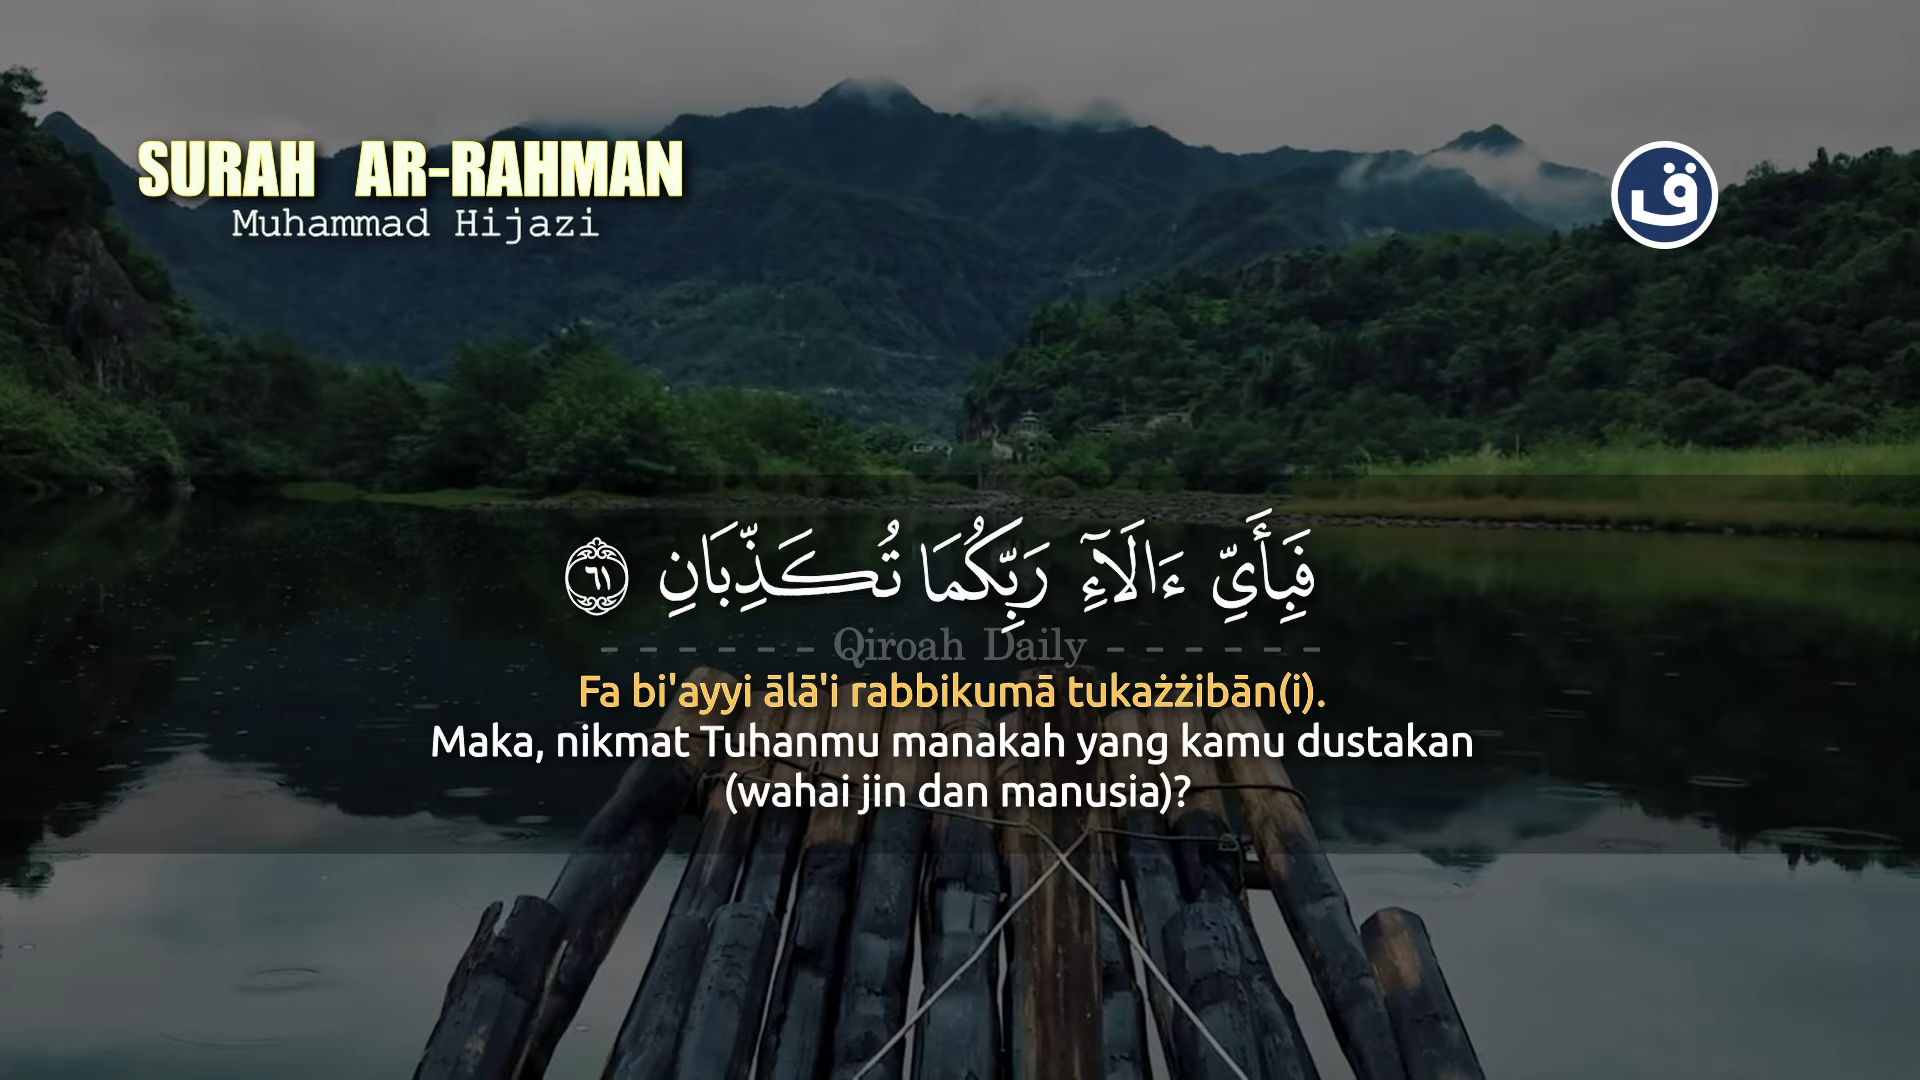 SURAH AR-RAHMAN
Muhammad Hijazi
ق
فَبِأَيِّ ءَالَآءِ رَبِّكُمَا تُكَذِّبَانِ ٦١
- - - - - - Qiroah Daily - - - - - -
Fa bi'ayyi ālā'i rabbikumā tukażżibān(i).
Maka, nikmat Tuhanmu manakah yang kamu dustakan
(wahai jin dan manusia)?